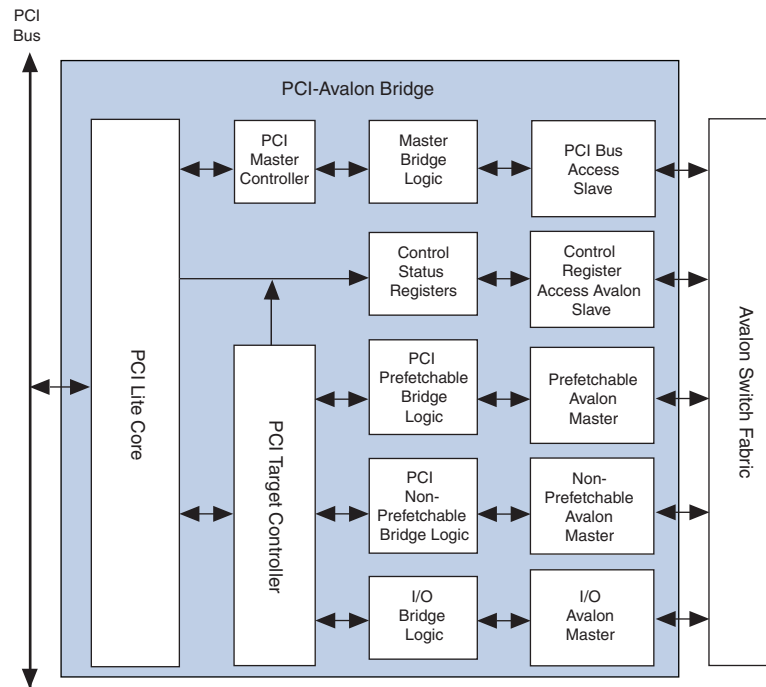 PCI
Bus
PCI-Avalon Bridge
PCI
Master
Controller
Master
Bridge
Logic
PCI Bus
Access
Slave
Control
Status
Registers
Control
Register
Access Avalon
Slave
PCI Lite Core
PCI Target Controller
PCI
Prefetchable
Bridge
Logic
Prefetchable
Avalon
Master
PCI
Non-
Prefetchable
Bridge Logic
Non-
Prefetchable
Avalon
Master
I/O
Bridge
Logic
I/O
Avalon
Master
Avalon Switch Fabric